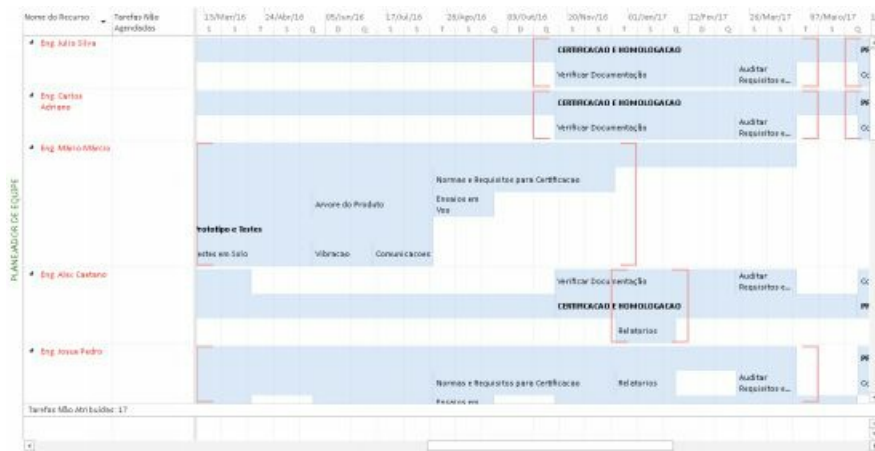 Nome do Recurso
Tarefas Não Agendadas
13/Mar/16 24/Abr/16 05/Jun/16 17/Jul/16 28/Ago/16 09/Out/16 20/Nov/16 01/Jan/17 12/Fev/17 26/Mar/17 07/Maio/17
S S T S Q D Q S S T S Q D Q S S T S Q D Q
PLANEJADOR DE EQUIPE
Eng. Julio Silva
CERTIFICACAO E HOMOLOGACAO
Verificar Documentação
Auditar Requisitos e...
Eng. Carlos Adriano
CERTIFICACAO E HOMOLOGACAO
Verificar Documentação
Auditar Requisitos e...
Eng. Mário Márcio
Normas e Requisitos para Certificacao
Arvore do Produto
Ensaios em Voo
Prototipo e Testes
Vibracao
Comunicacoes
Eng. Alex Caetano
Verificar Documentação
Auditar Requisitos e...
CERTIFICACAO E HOMOLOGACAO
Relatorios
Eng. Josue Pedro
Normas e Requisitos para Certificacao
Relatorios
Auditar Requisitos e...
Ensaios em
Tarefas Não Atribuídas: 17